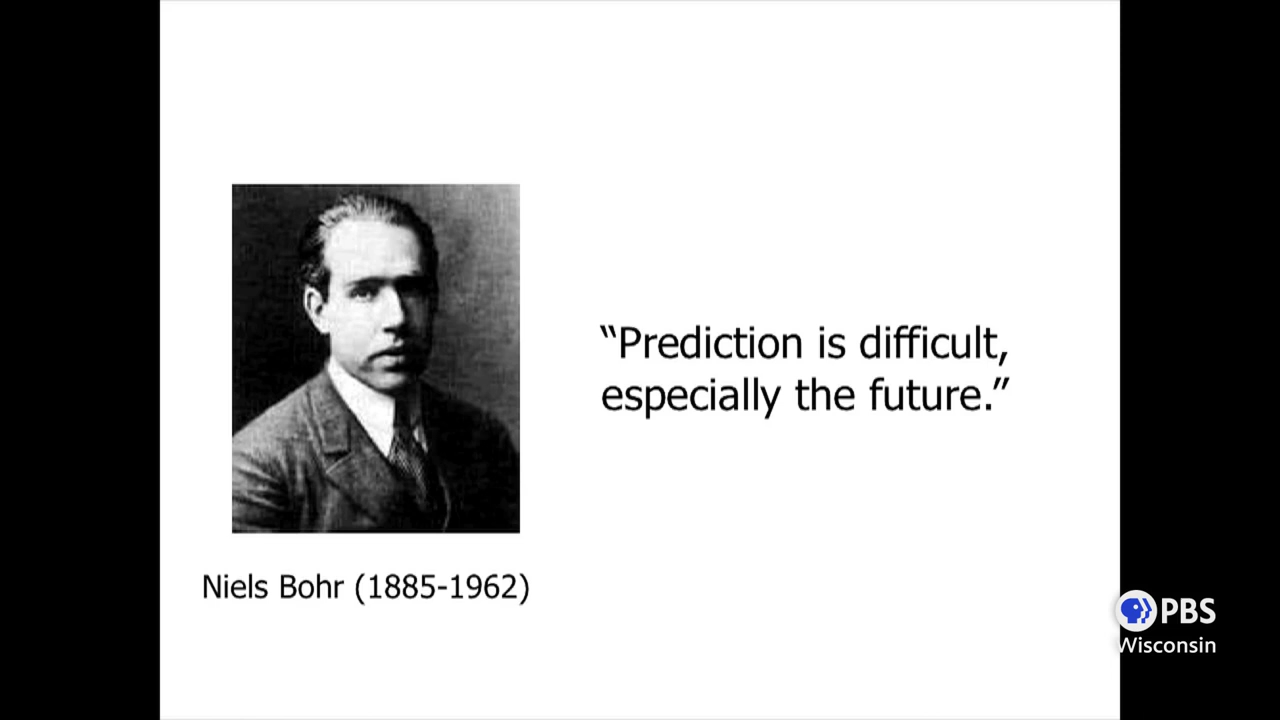 “Prediction is difficult,
especially the future.”
Niels Bohr (1885-1962)
PBS
Wisconsin